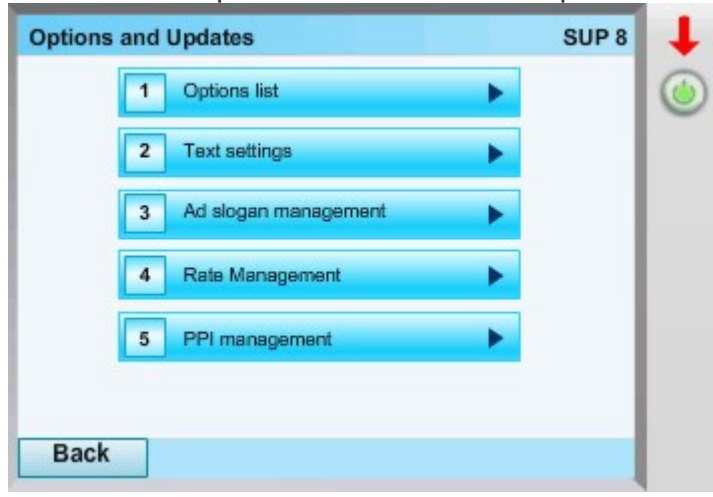 Options and Updates SUP 8
1 Options list
2 Text settings
3 Ad slogan management
4 Rate Management
5 PPI management
Back